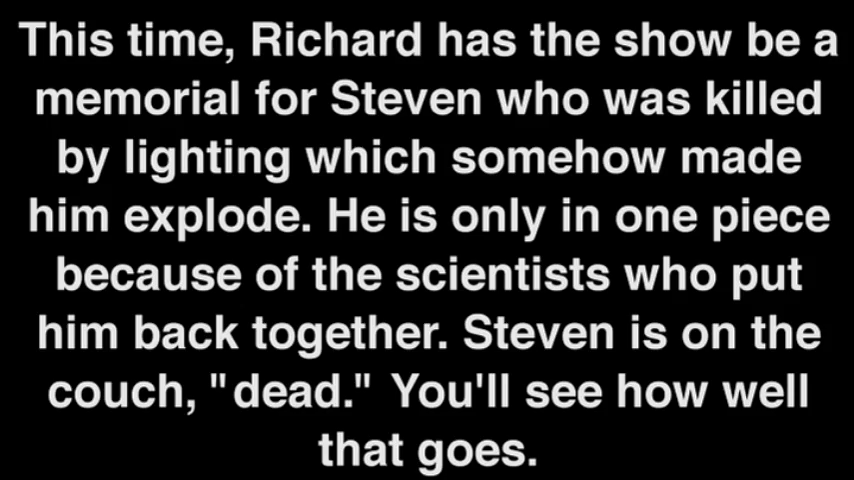 This time, Richard has the show be a
memorial for Steven who was killed
by lighting which somehow made
him explode. He is only in one piece
because of the scientists who put
him back together. Steven is on the
couch, "dead." You'll see how well
that goes.